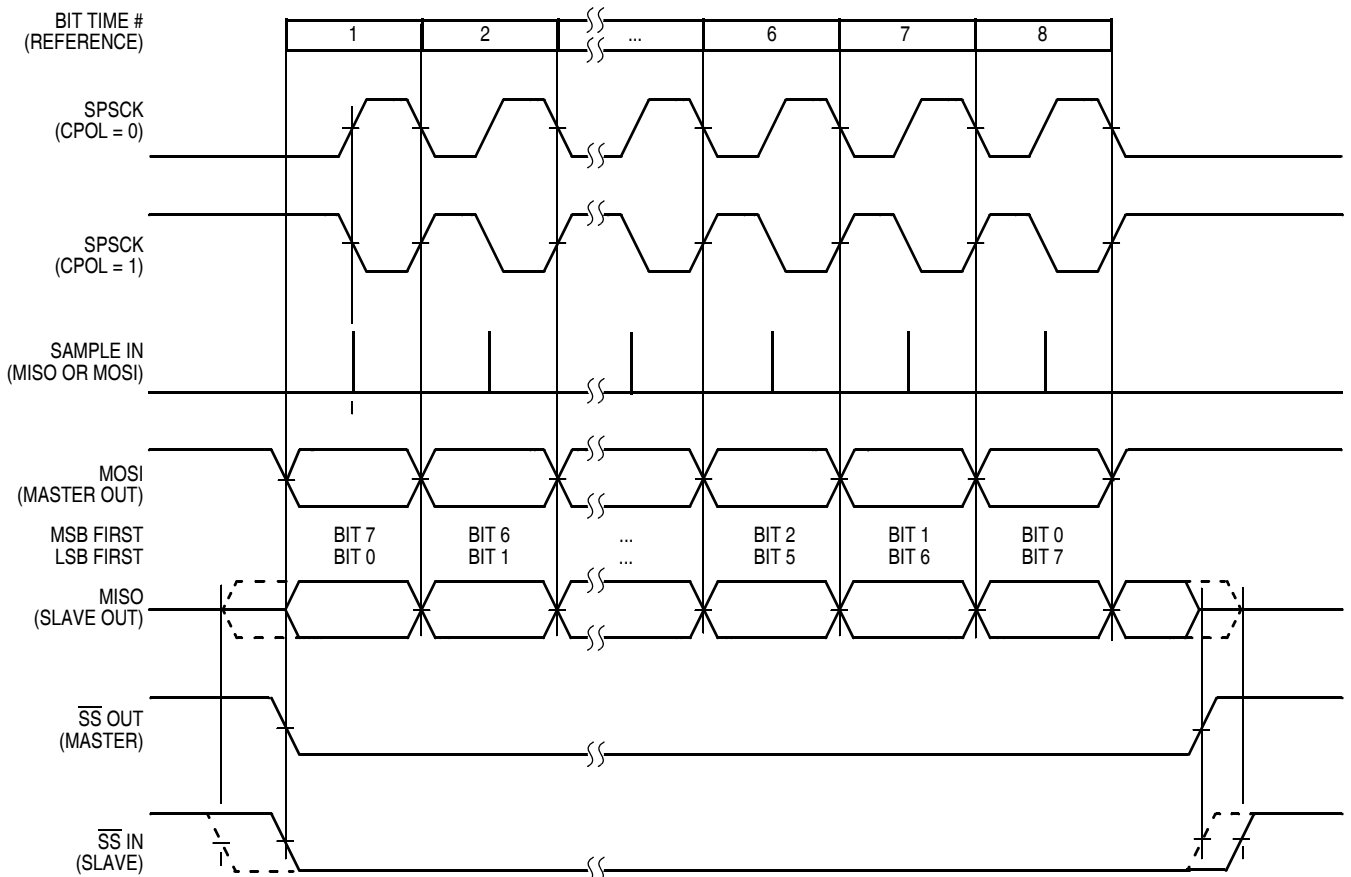 BIT TIME #
(REFERENCE)
1 2 ... 6 7 8
SPSCK
(CPOL = 0)
SPSCK
(CPOL = 1)
SAMPLE IN
(MISO OR MOSI)
MOSI
(MASTER OUT)
MSB FIRST BIT 7 BIT 6 ... BIT 2 BIT 1 BIT 0
LSB FIRST BIT 0 BIT 1 ... BIT 5 BIT 6 BIT 7
MISO
(SLAVE OUT)
S̅S̅ OUT
(MASTER)
S̅S̅ IN
(SLAVE)